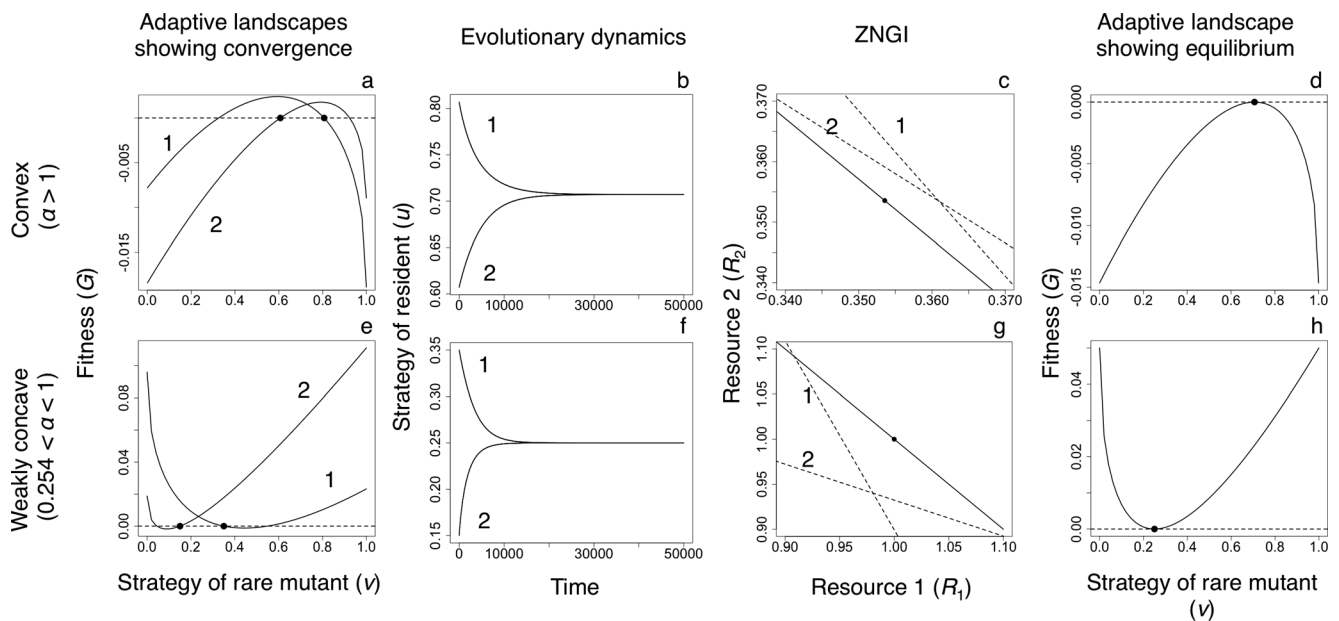 Adaptive landscapes
showing convergence
Evolutionary dynamics
ZNGI
Adaptive landscape
showing equilibrium
Convex
(α > 1)
Weakly concave
(0.254 < α < 1)
Fitness (G)
a
1
2
-0.005
-0.015
0.0 0.2 0.4 0.6 0.8 1.0
Strategy of resident (u)
b
1
2
0.80
0.75
0.70
0.65
0.60
0 10000 30000 50000
Resource 2 (R2)
c
2
1
0.370
0.360
0.350
0.340
0.340 0.350 0.360 0.370
Fitness (G)
d
0.000
-0.005
-0.010
-0.015
0.0 0.2 0.4 0.6 0.8 1.0
e
2
1
0.08
0.04
0.00
0.0 0.2 0.4 0.6 0.8 1.0
Strategy of rare mutant (v)
f
1
2
0.35
0.30
0.25
0.20
0.15
0 10000 30000 50000
Time
g
1
2
1.10
1.05
1.00
0.95
0.90
0.90 0.95 1.00 1.05 1.10
Resource 1 (R1)
h
0.04
0.02
0.00
0.0 0.2 0.4 0.6 0.8 1.0
Strategy of rare mutant
(v)